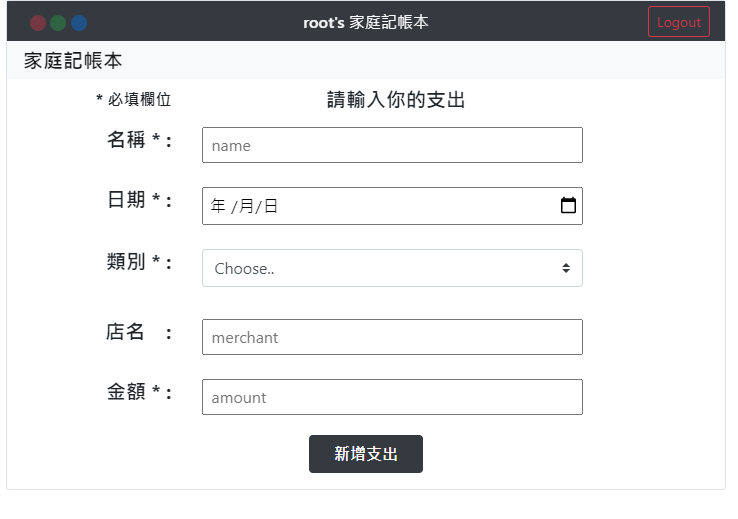 root's 家庭記帳本
Logout
家庭記帳本
* 必填欄位
請輸入你的支出
名稱 * :
name
日期 * :
年 /月/日
類別 * :
Choose..
店名 :
merchant
金額 * :
amount
新增支出